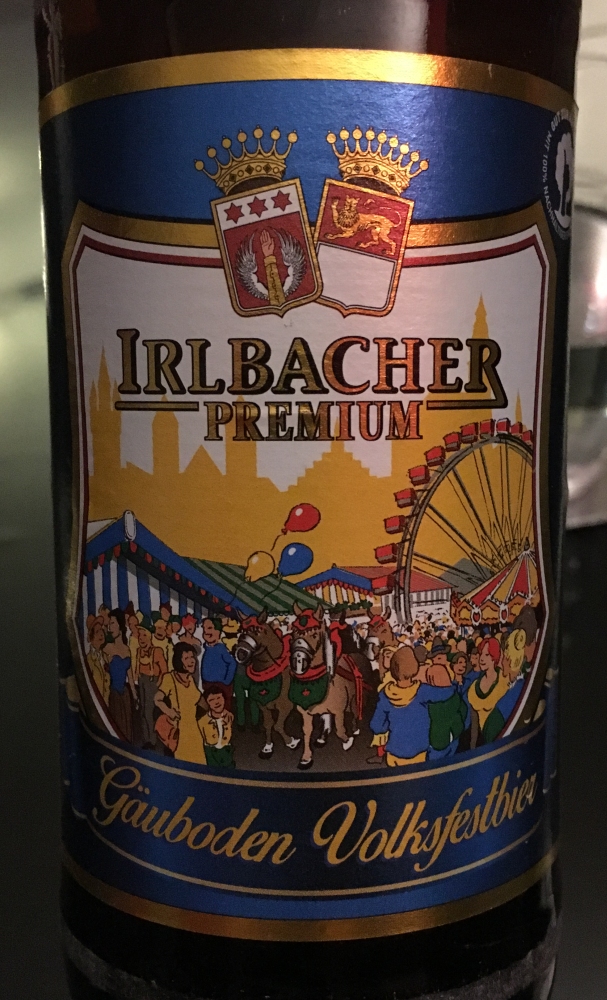 IRLBACHER
PREMIUM
Gäuboden Volksfestbier